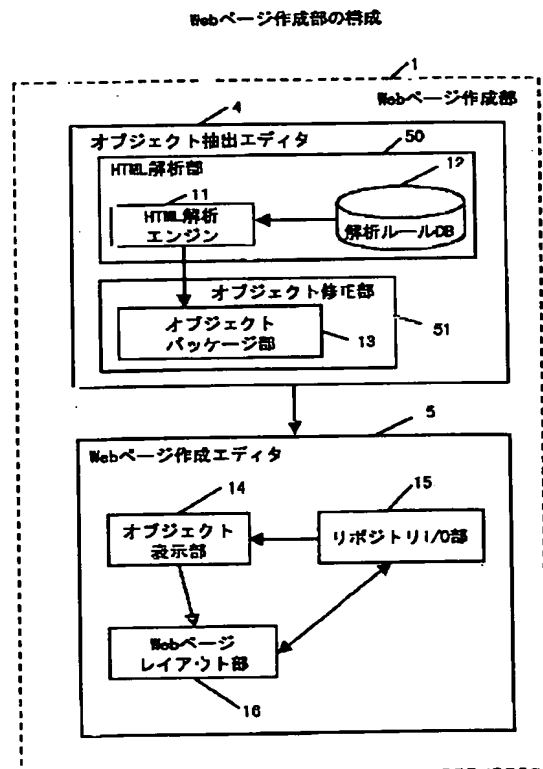 Webページ作成部の構成
1
Webページ作成部
4
オブジェクト抽出エディタ
50
HTML解析部
11
12
HTML解析
エンジン
解析ルールDB
オブジェクト修正部
オブジェクト
パッケージ部
13
51
5
Webページ作成エディタ
14
15
オブジェクト
表示部
リポジトリI/O部
Webページ
レイアウト部
16